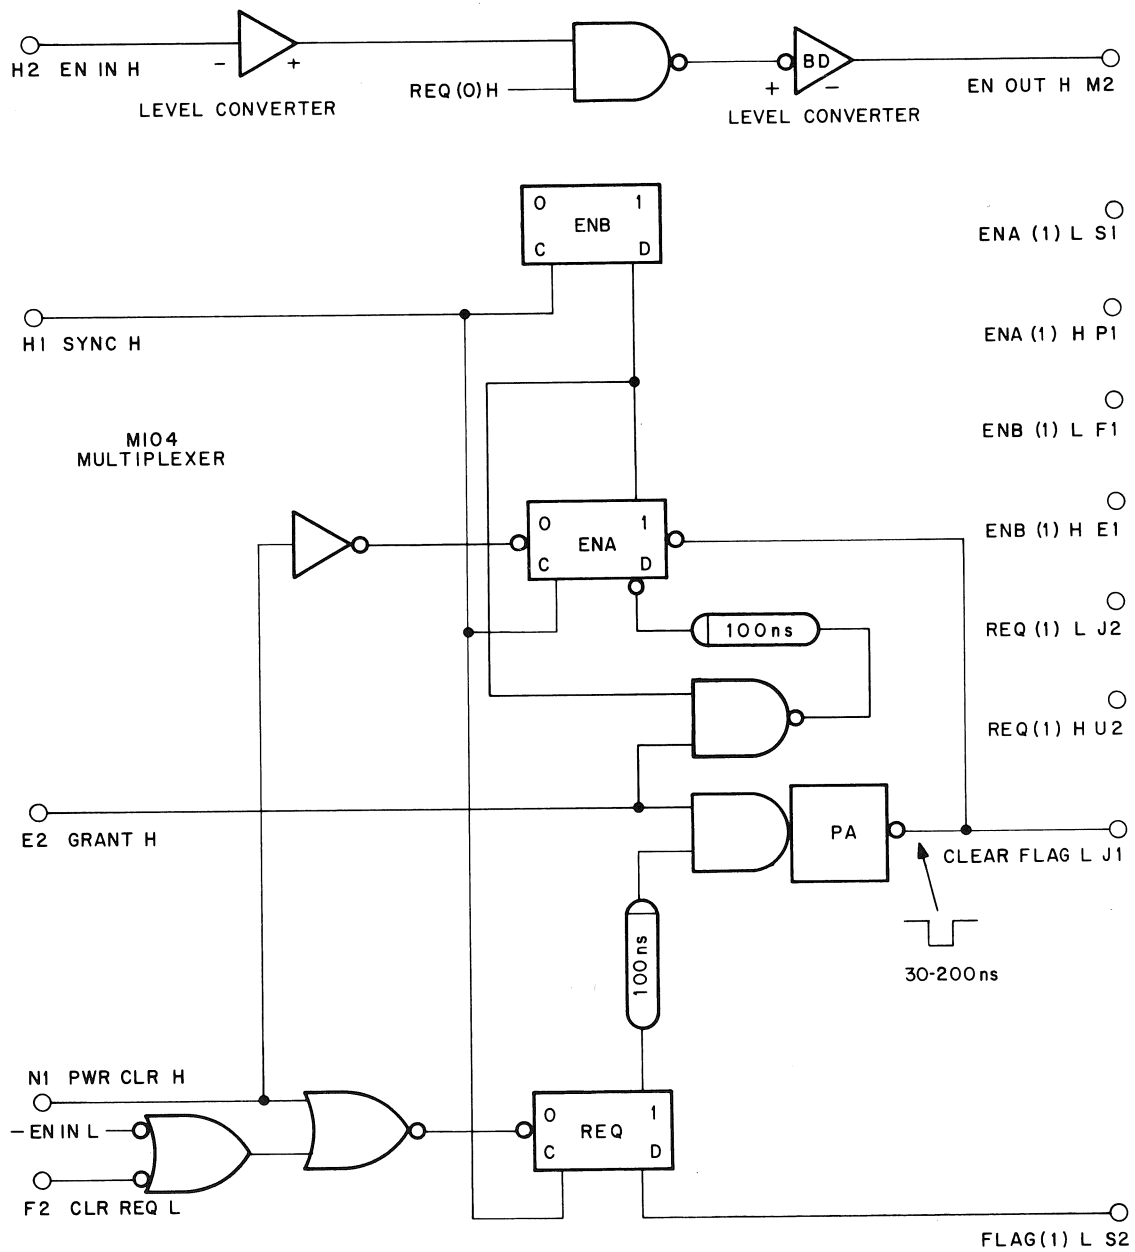 H2 EN IN H
- +
LEVEL CONVERTER
REQ(0)H
BD
+ -
LEVEL CONVERTER
EN OUT H M2
0 1
ENB
C D
ENA (1) L S1
H1 SYNC H
ENA (1) H P1
M104
MULTIPLEXER
ENB (1) L F1
0 1
ENA
C D
ENB (1) H E1
100ns
REQ (1) L J2
REQ(1) H U2
E2 GRANT H
PA
CLEAR FLAG L J1
100ns
30-200ns
N1 PWR CLR H
-EN IN L
F2 CLR REQ L
0 1
REQ
C D
FLAG(1) L S2